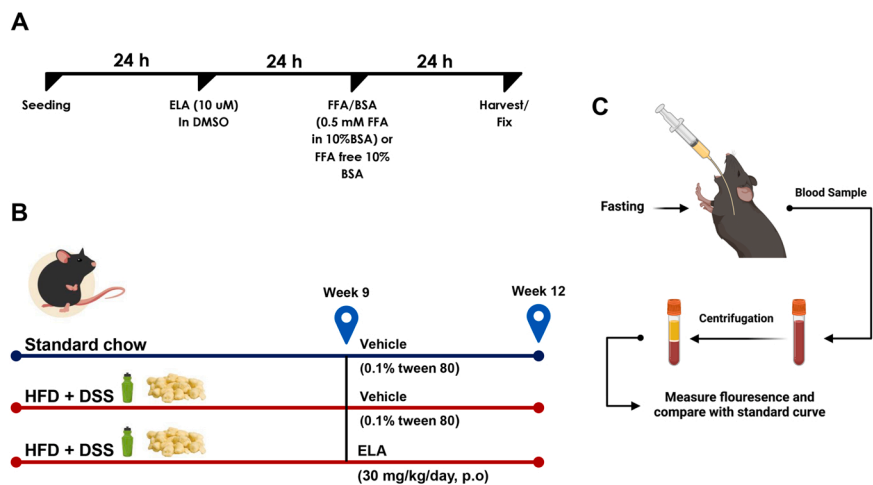 A
24 h
24 h
24 h
Seeding
ELA (10 uM)
In DMSO
FFA/BSA
(0.5 mM FFA
in 10%BSA) or
FFA free 10%
BSA
Harvest/
Fix
B
Week 9
Week 12
Standard chow
Vehicle
(0.1% tween 80)
HFD + DSS
Vehicle
(0.1% tween 80)
HFD + DSS
ELA
(30 mg/kg/day, p.o)
C
Fasting
Blood Sample
Centrifugation
Measure flouresence and
compare with standard curve